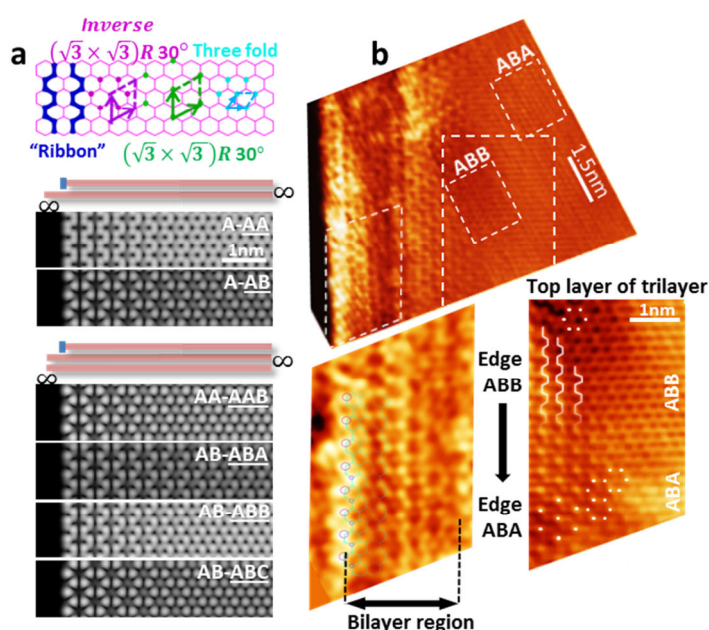 a
Inverse
(√3 × √3)R 30° Three fold
"Ribbon" (√3 × √3)R 30°
∞
∞
A-AA
1nm
A-AB
∞
∞
AA-AAB
AB-ABA
AB-ABB
AB-ABC
b
ABA
ABB
1.5nm
Top layer of trilayer
1nm
Edge
ABB
Edge
ABA
ABB
ABA
Bilayer region